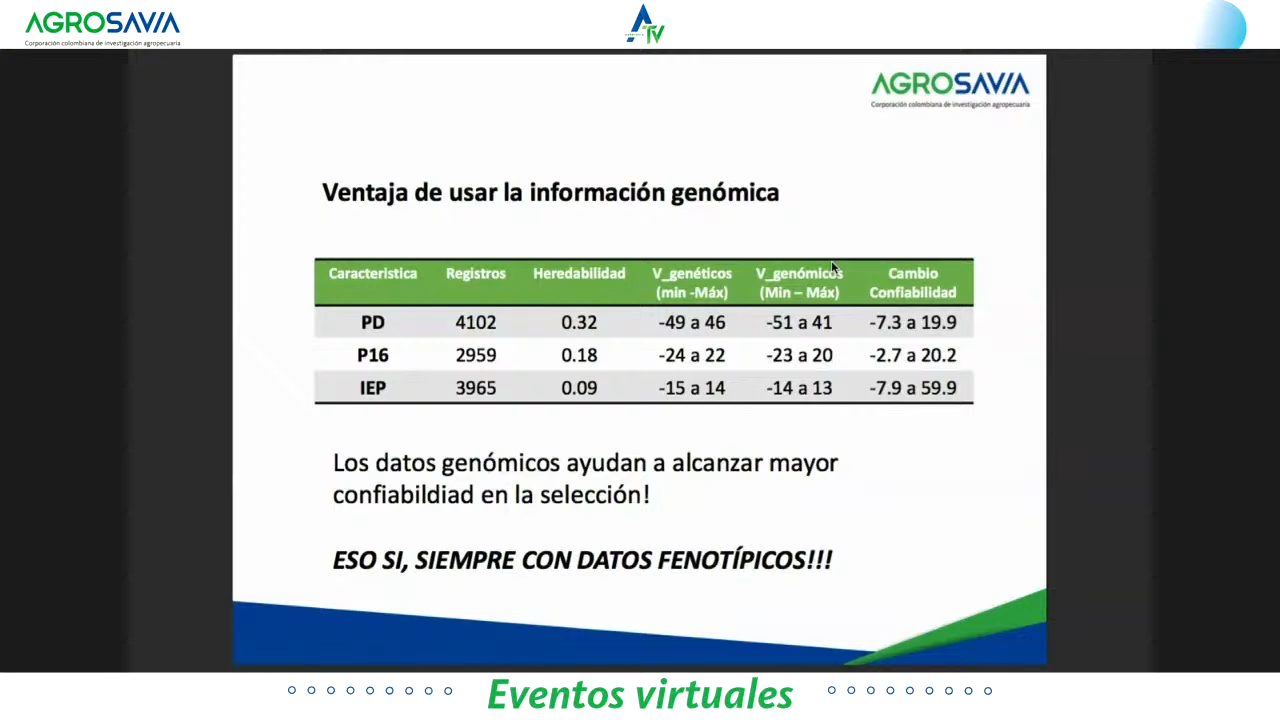 AGROSAVIA
Corporación colombiana de investigación agropecuaria
TV
AGROSAVIA
Corporación colombiana de investigación agropecuaria
Ventaja de usar la información genómica
Caracteristica Registros Heredabilidad V_genéticos (min -Máx) V_genómicos (Min – Máx) Cambio Confiabilidad
PD 4102 0.32 -49 a 46 -51 a 41 -7.3 a 19.9
P16 2959 0.18 -24 a 22 -23 a 20 -2.7 a 20.2
IEP 3965 0.09 -15 a 14 -14 a 13 -7.9 a 59.9
Los datos genómicos ayudan a alcanzar mayor
confiabildiad en la selección!
ESO SI, SIEMPRE CON DATOS FENOTÍPICOS!!!
Eventos virtuales